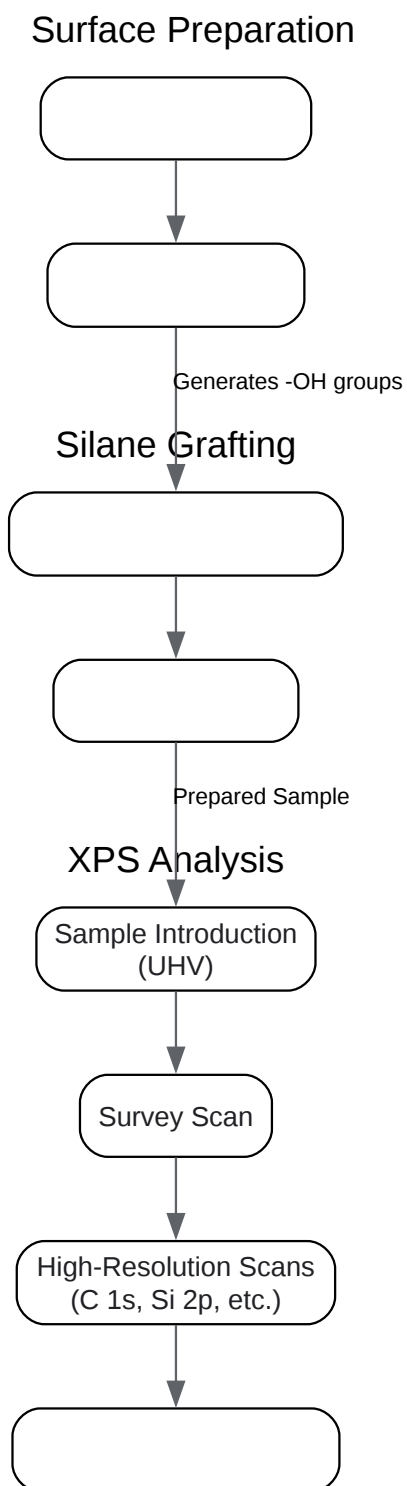 Surface Preparation
Generates -OH groups
Silane Grafting
Prepared Sample
XPS Analysis
Sample Introduction
(UHV)
Survey Scan
High-Resolution Scans
(C 1s, Si 2p, etc.)